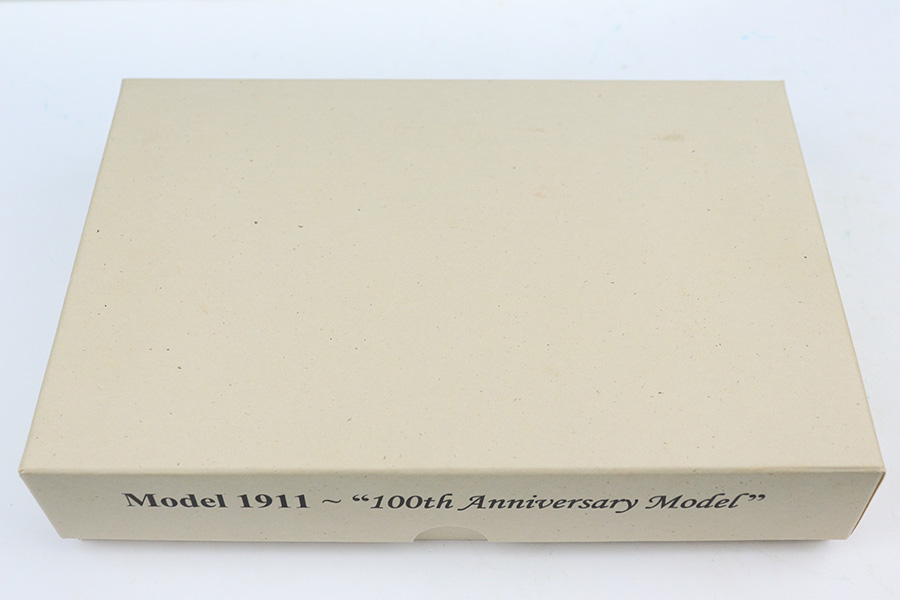 Model 1911 ~ “100th Anniversary Model”